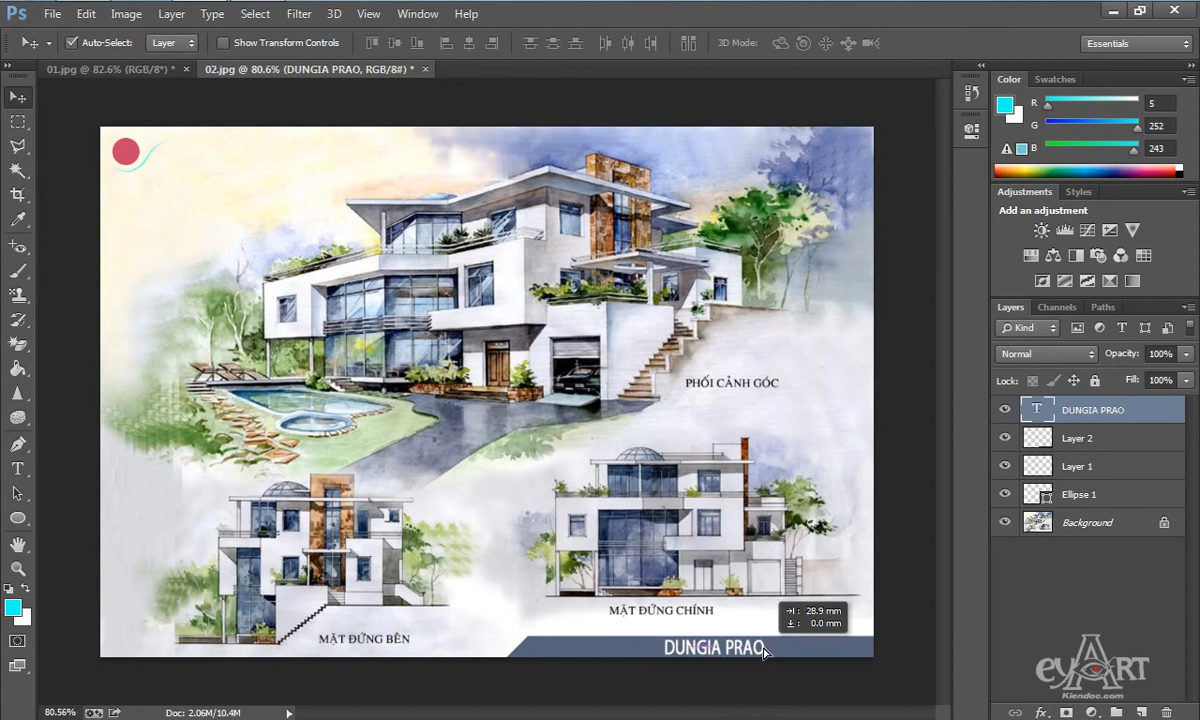 Ps File Edit Image Layer Type Select Filter 3D View Window Help
Auto-Select: Layer Show Transform Controls 3D Mode: Essentials
01.jpg @ 82.6% (RGB/8*) * × 02.jpg @ 80.6% (DUNGIA PRAO, RGB/8#) * ×
Color Swatches
R 5
G 252
B 243
Adjustments Styles
Add an adjustment
Layers Channels Paths
Kind
Normal Opacity: 100%
Lock: Fill: 100%
T DUNGIA PRAO
Layer 2
Layer 1
Ellipse 1
Background
PHỐI CẢNH GÓC
MẶT ĐỨNG CHÍNH
MẶT ĐỨNG BÊN
28.9 mm
0.0 mm
DUNGIA PRAO
eyART
Kiendoc.com
80.56% Doc: 2.06M/10.4M
fx